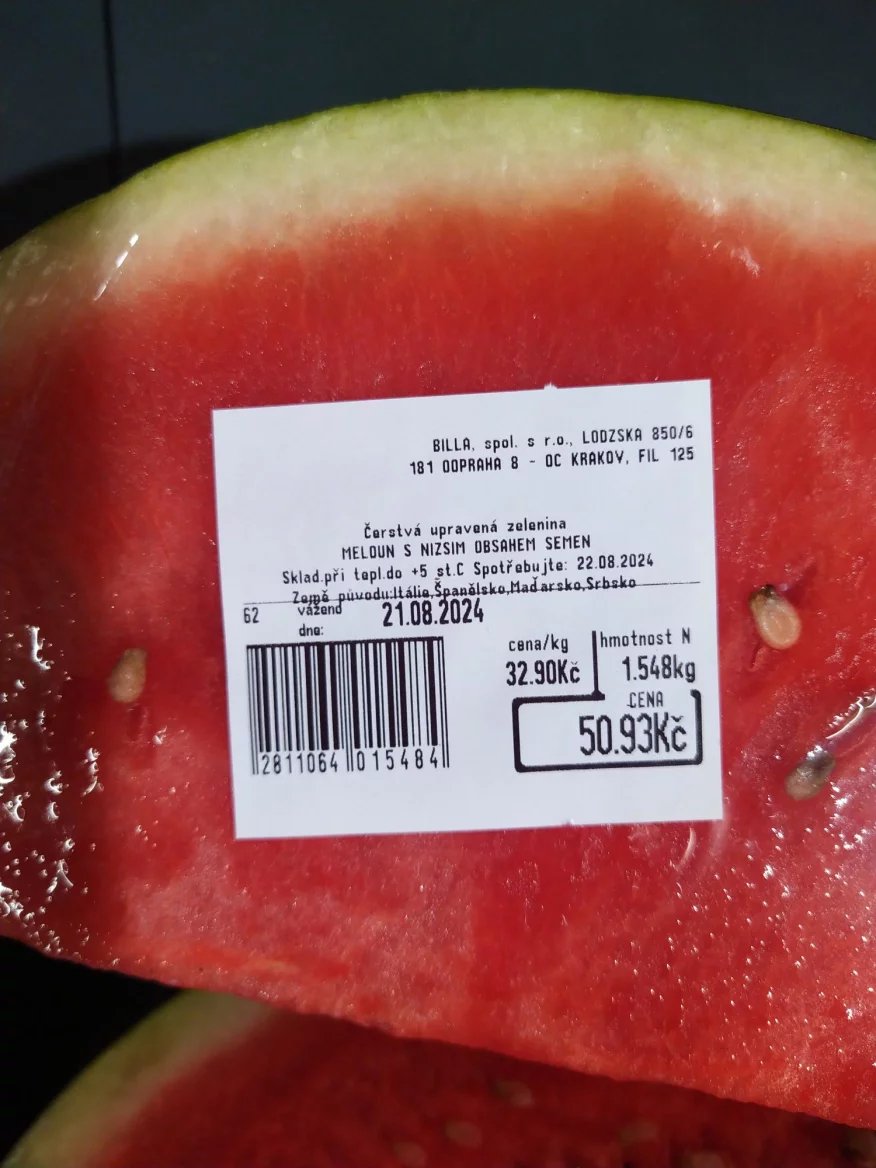 BILLA, spol. s r.o., LODZSKA 850/6
181 00PRAHA 8 - OC KRAKOV, FIL 125
Čerstvá upravená zelenina
MELOUN S NIZSIM OBSAHEM SEMEN
Sklad.při tepl.do +5 st.C Spotřebujte: 22.08.2024
Země původu:Itálie,Španělsko,Maďarsko,Srbsko
62 váženo dne: 21.08.2024
cena/kg hmotnost N
32.90Kč 1.548kg
CENA
50.93Kč
2811064 015484